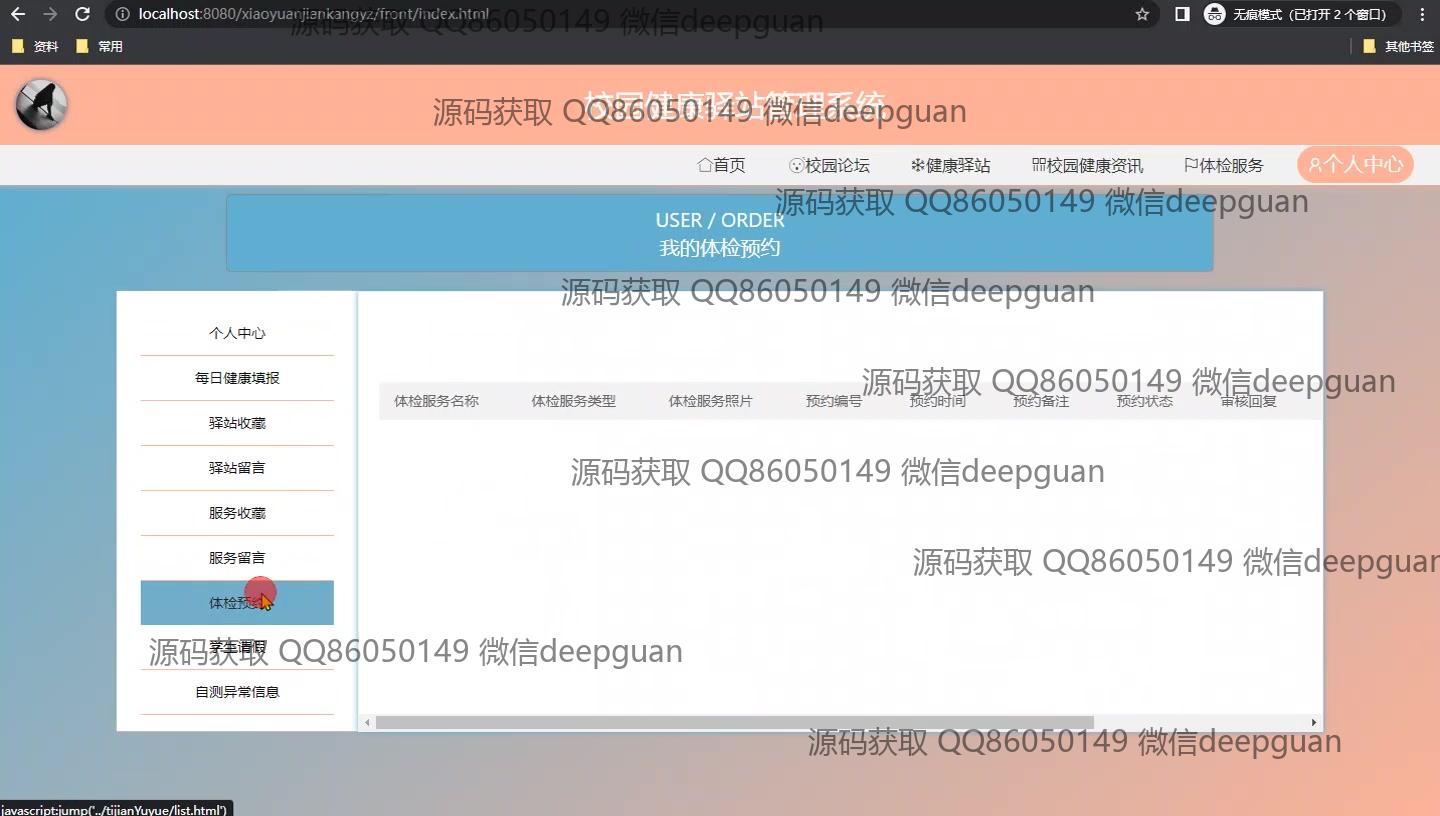 localhost:8080/xiaoyuanjiankangyz/front/index.html
无痕模式（已打开 2 个窗口）
源码获取 QQ86050149 微信deepguan
资料
常用
其他书签
校园健康驿站管理系统
源码获取 QQ86050149 微信deepguan
首页
校园论坛
健康驿站
校园健康资讯
体检服务
个人中心
源码获取 QQ86050149 微信deepguan
USER / ORDER
我的体检预约
源码获取 QQ86050149 微信deepguan
个人中心
每日健康填报
驿站收藏
驿站留言
服务收藏
服务留言
体检预约
学生请假
自测异常信息
源码获取 QQ86050149 微信deepguan
体检服务名称
体检服务类型
体检服务照片
预约编号
预约时间
预约备注
预约状态
审核回复
源码获取 QQ86050149 微信deepguan
源码获取 QQ86050149 微信deepguan
源码获取 QQ86050149 微信deepguan
源码获取 QQ86050149 微信deepguan
javascript:jump('../tijianYuyue/list.html')